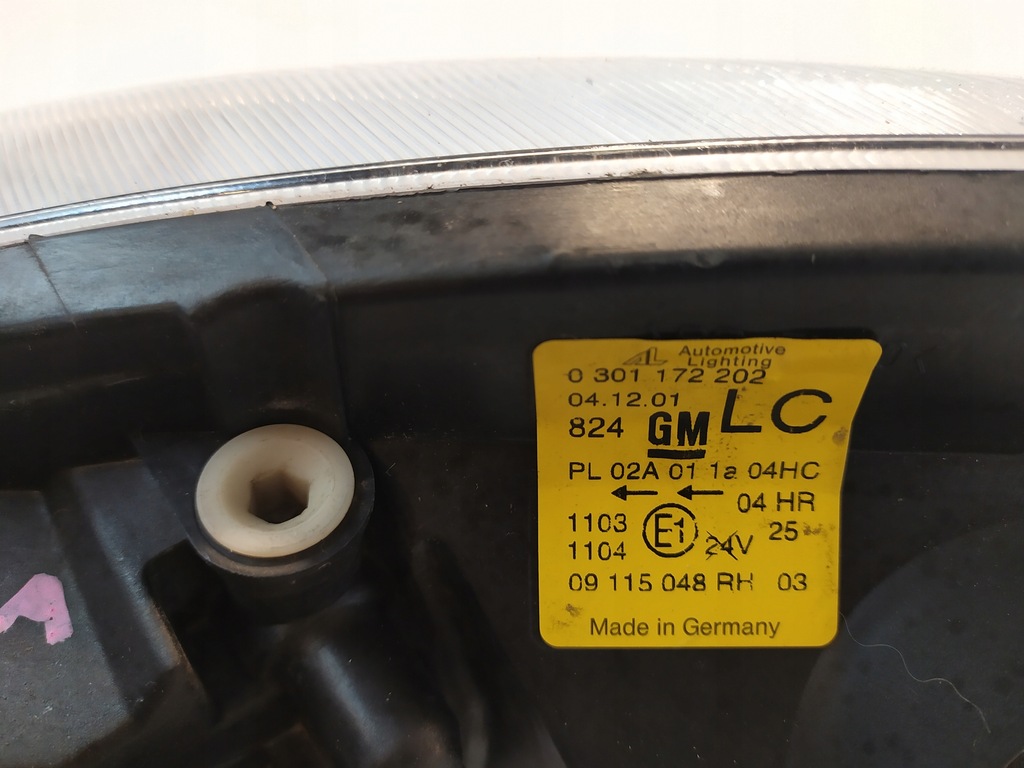 AL Automotive
Lighting
0 301 172 202
04.12.01
824 GM LC
PL 02A 01 1a 04HC
← ← 04 HR
1103 E1 24V 25
1104
09 115 048 RH 03
Made in Germany